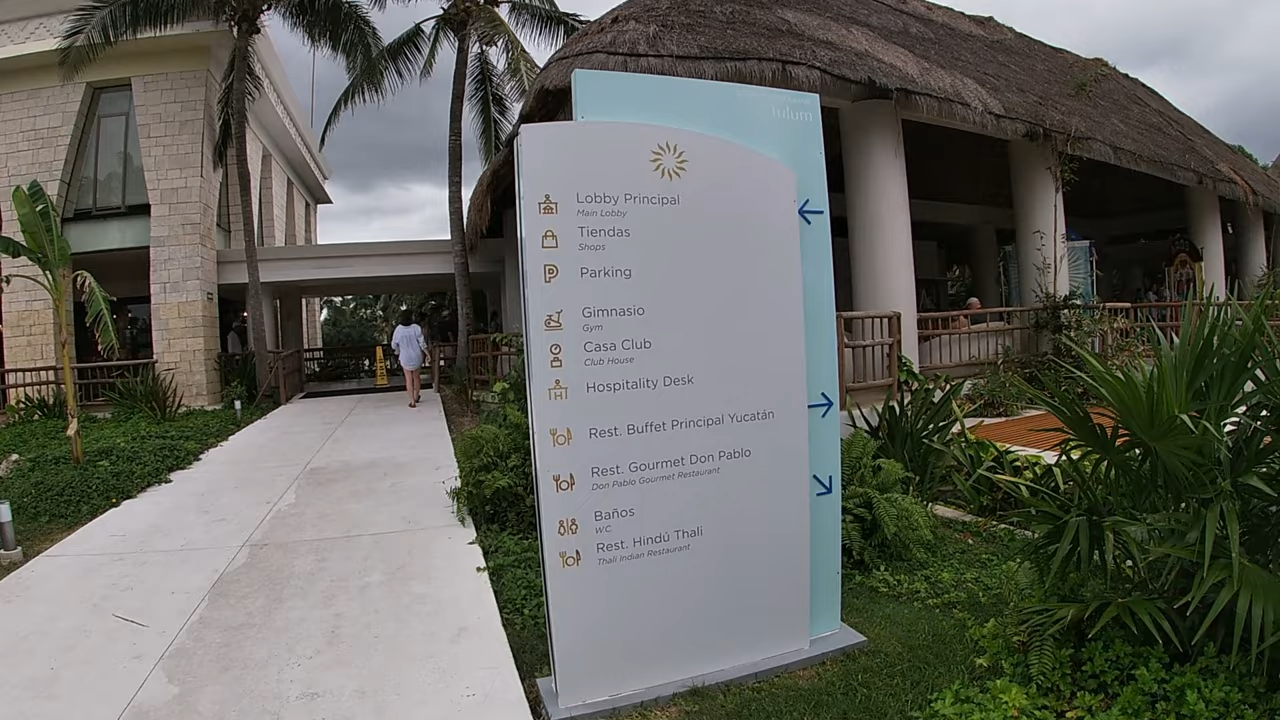 tulum
Lobby Principal
Main Lobby
Tiendas
Shops
Parking
Gimnasio
Gym
Casa Club
Club House
Hospitality Desk
Rest. Buffet Principal Yucatán
Rest. Gourmet Don Pablo
Don Pablo Gourmet Restaurant
Baños
W.C.
Rest. Hindú Thali
Thali Indian Restaurant